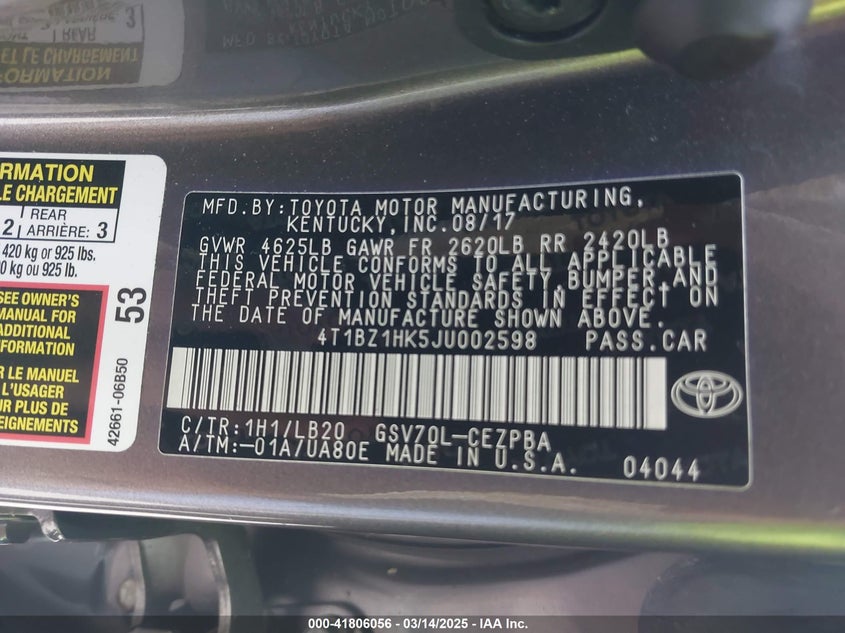 RMATION
LE CHARGEMENT
2 REAR
ARRIÈRE: 3
420 kg or 925 lbs.
0 kg ou 925 lb.
SEE OWNER'S
MANUAL FOR
ADDITIONAL
INFORMATION
R LE MANUEL
L'USAGER
UR PLUS DE
EIGNEMENTS
53
42661-06B50
MFD.BY:TOYOTA MOTOR MANUFACTURING,
KENTUCKY,INC.08/17
GVWR 4625LB GAWR FR 2620LB RR 2420LB
THIS VEHICLE CONFORMS TO ALL APPLICABLE
FEDERAL MOTOR VEHICLE SAFETY,BUMPER,AND
THEFT PREVENTION STANDARDS IN EFFECT ON
THE DATE OF MANUFACTURE SHOWN ABOVE.
4T1BZ1HK5JU002598 PASS.CAR
C/TR:1H1/LB20 GSV70L-CEZPBA
A/TM:-01A7UA80E MADE IN U.S.A. 04044
000-41806056 - 03/14/2025 - IAA Inc.